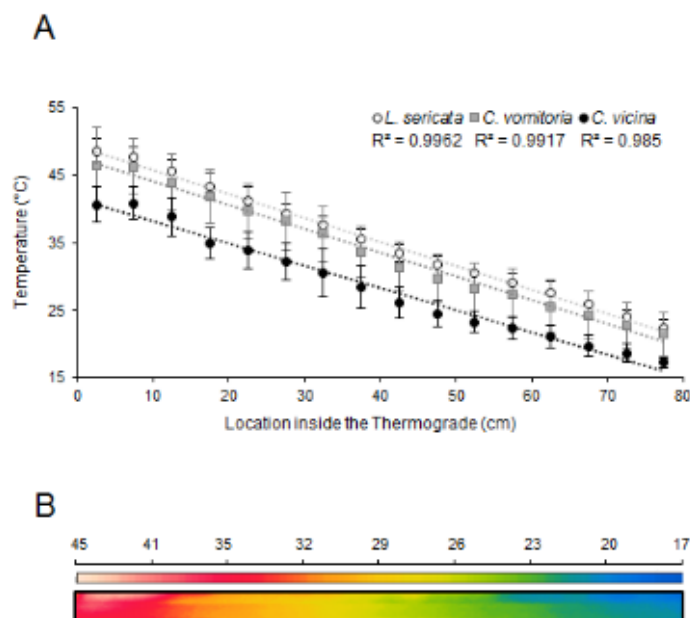 A
L. sericata C. vomitoria C. vicina
R² = 0.9962 R² = 0.9917 R² = 0.985
55
45
35
25
15
Temperature (°C)
0 10 20 30 40 50 60 70 80
Location inside the Thermograde (cm)
B
45 41 35 32 29 26 23 20 17